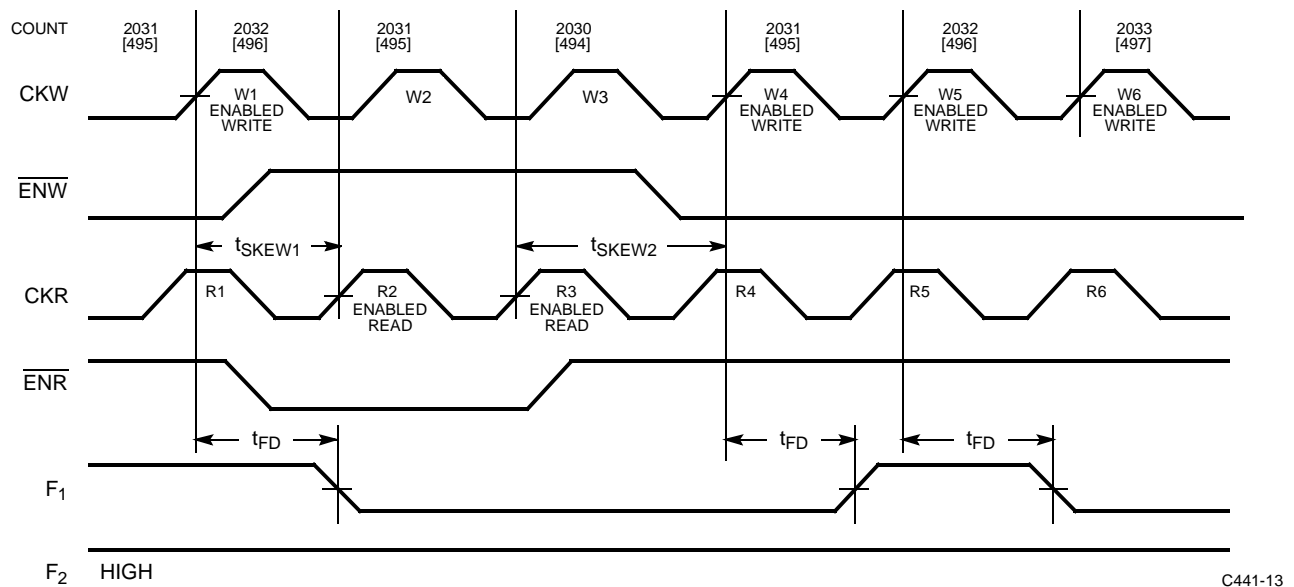 COUNT 2031 2032 2031 2030 2031 2032 2033
[495] [496] [495] [494] [495] [496] [497]
CKW W1 W2 W3 W4 W5 W6
ENABLED ENABLED ENABLED ENABLED
WRITE WRITE WRITE WRITE
ENW
tSKEW1 tSKEW2
CKR R1 R2 R3 R4 R5 R6
ENABLED ENABLED
READ READ
ENR
tFD tFD tFD
F1
F2 HIGH
C441-13